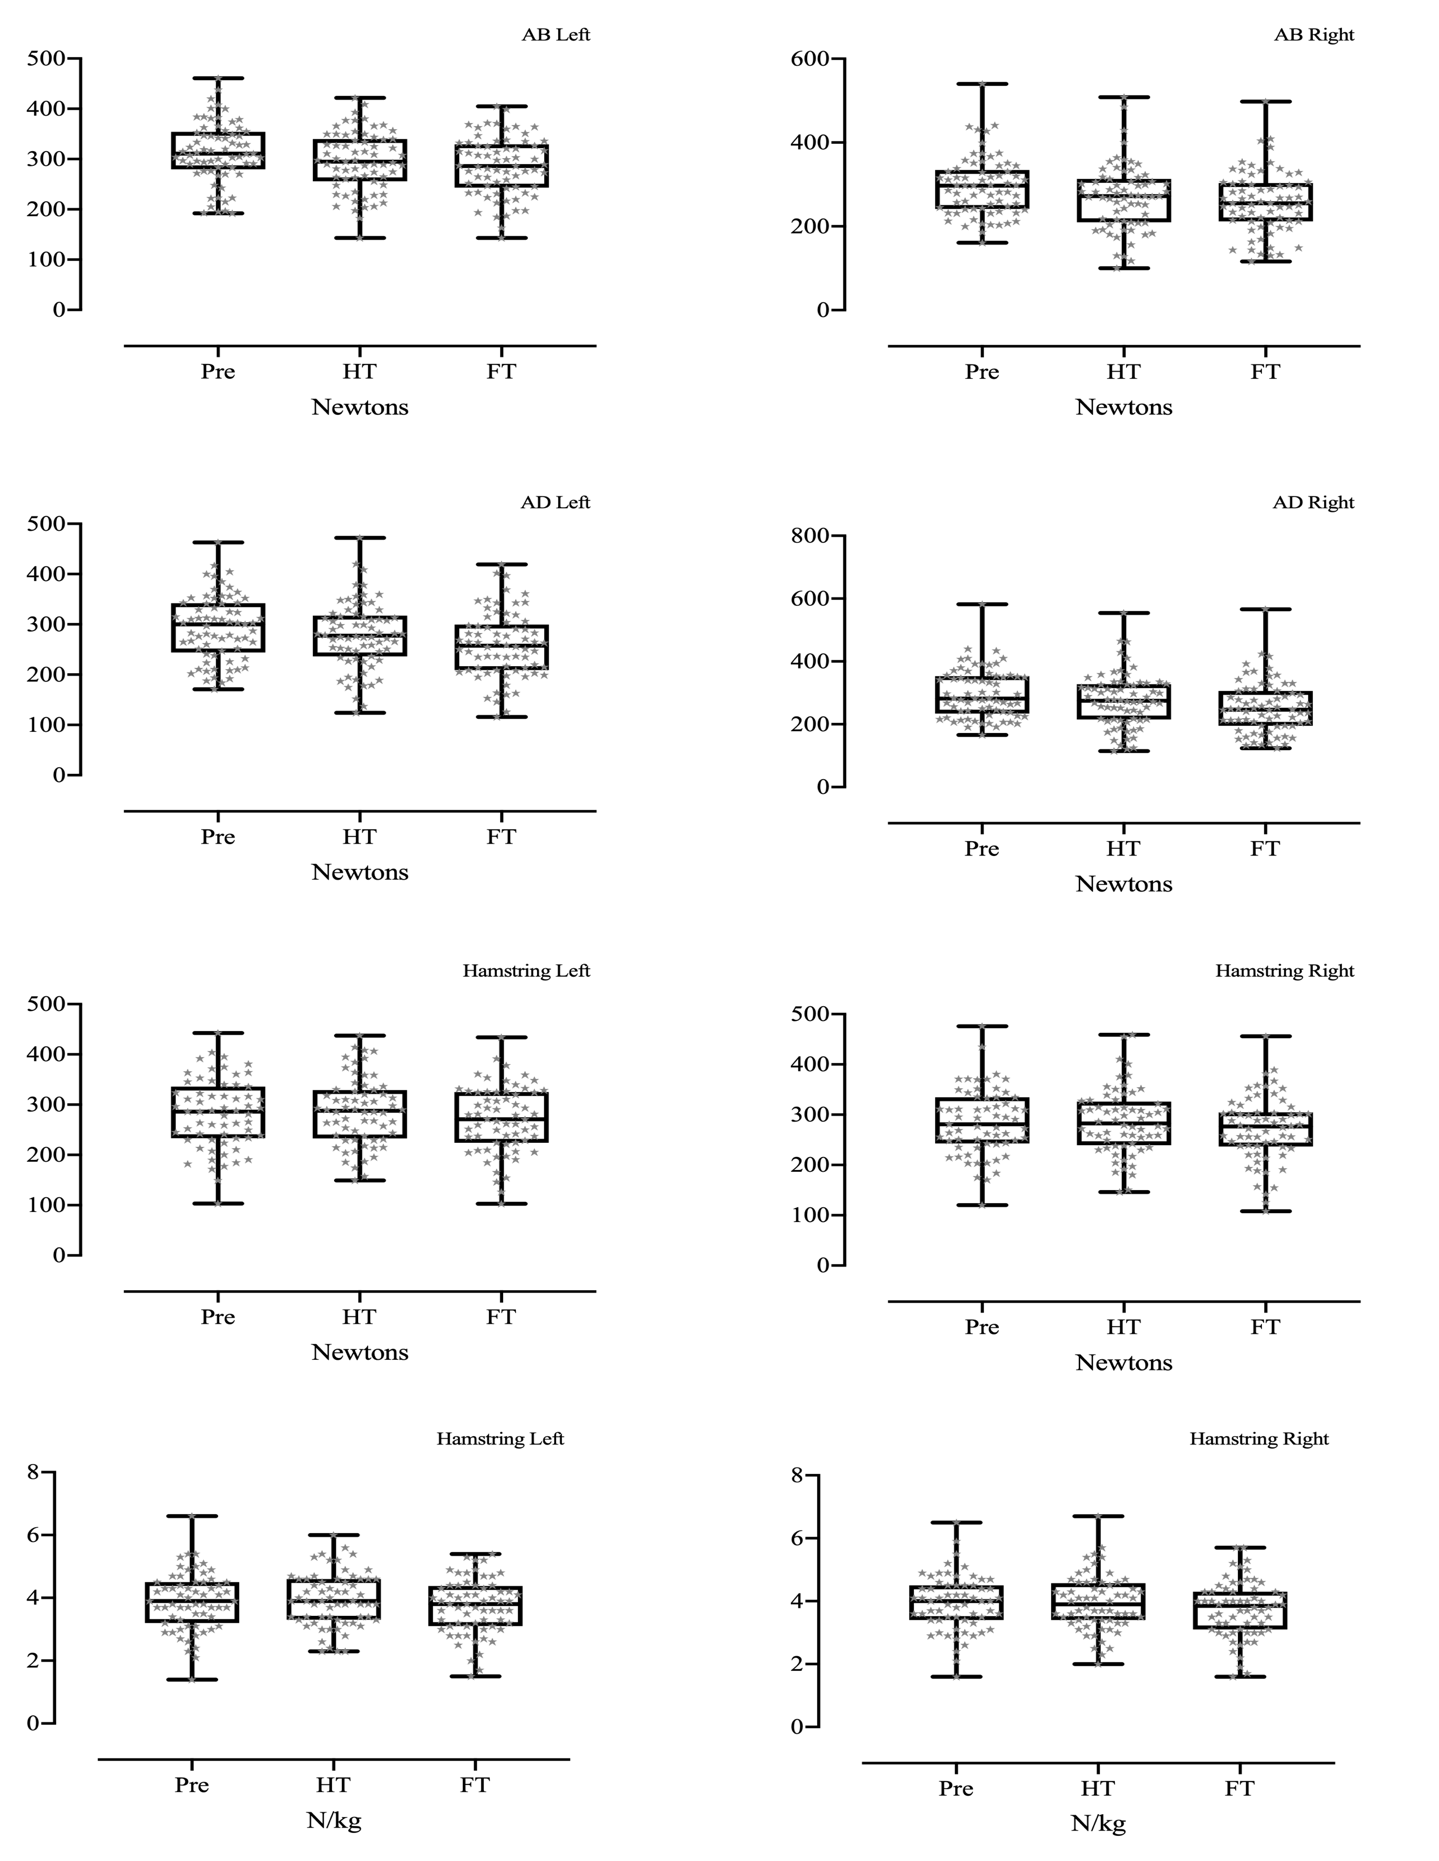 AB Left
500
400
300
200
100
0
Pre HT FT
Newtons
AB Right
600
400
200
0
Pre HT FT
Newtons
AD Left
500
400
300
200
100
0
Pre HT FT
Newtons
AD Right
800
600
400
200
0
Pre HT FT
Newtons
Hamstring Left
500
400
300
200
100
0
Pre HT FT
Newtons
Hamstring Right
500
400
300
200
100
0
Pre HT FT
Newtons
Hamstring Left
8
6
4
2
0
Pre HT FT
N/kg
Hamstring Right
8
6
4
2
0
Pre HT FT
N/kg